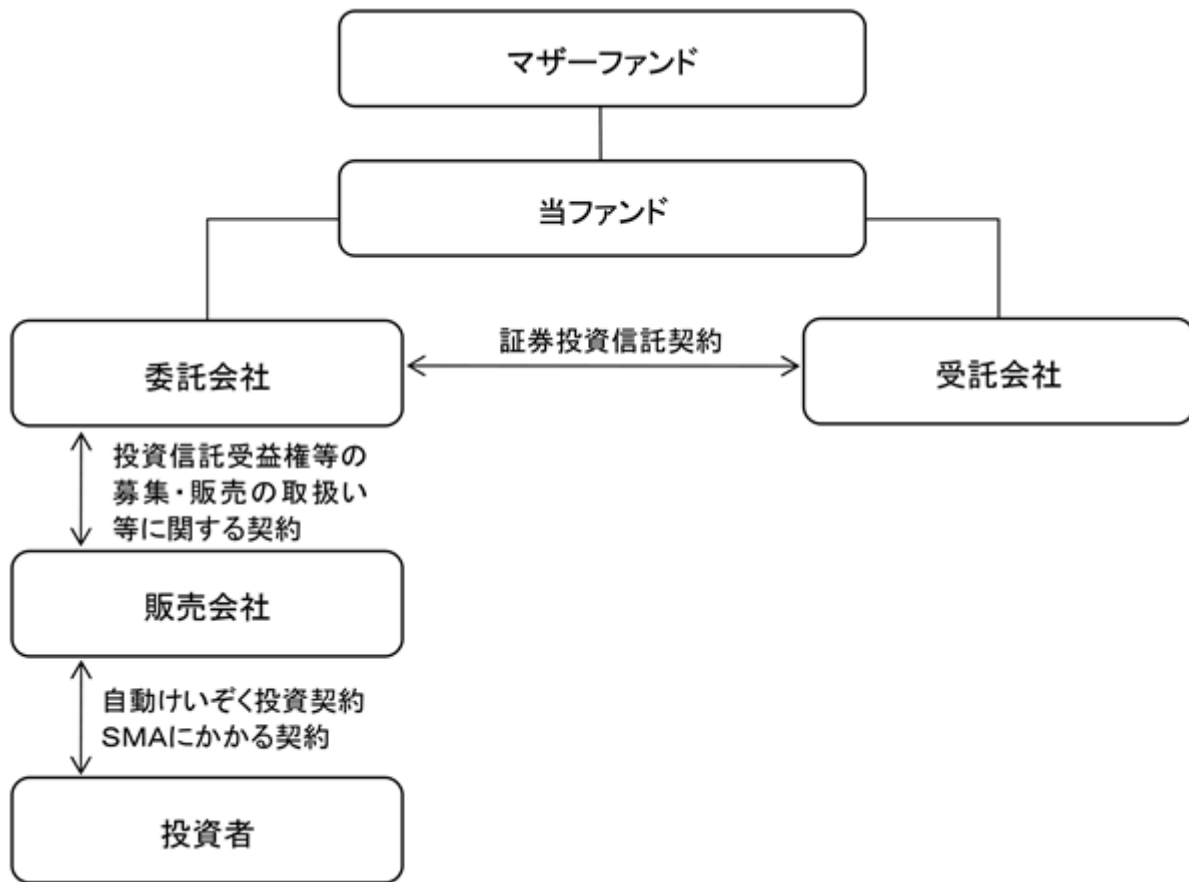 マザーファンド
当ファンド
証券投資信託契約
委託会社
受託会社
投資信託受益権等の
募集・販売の取扱い
等に関する契約
販売会社
自動けいぞく投資契約
SMAにかかる契約
投資者